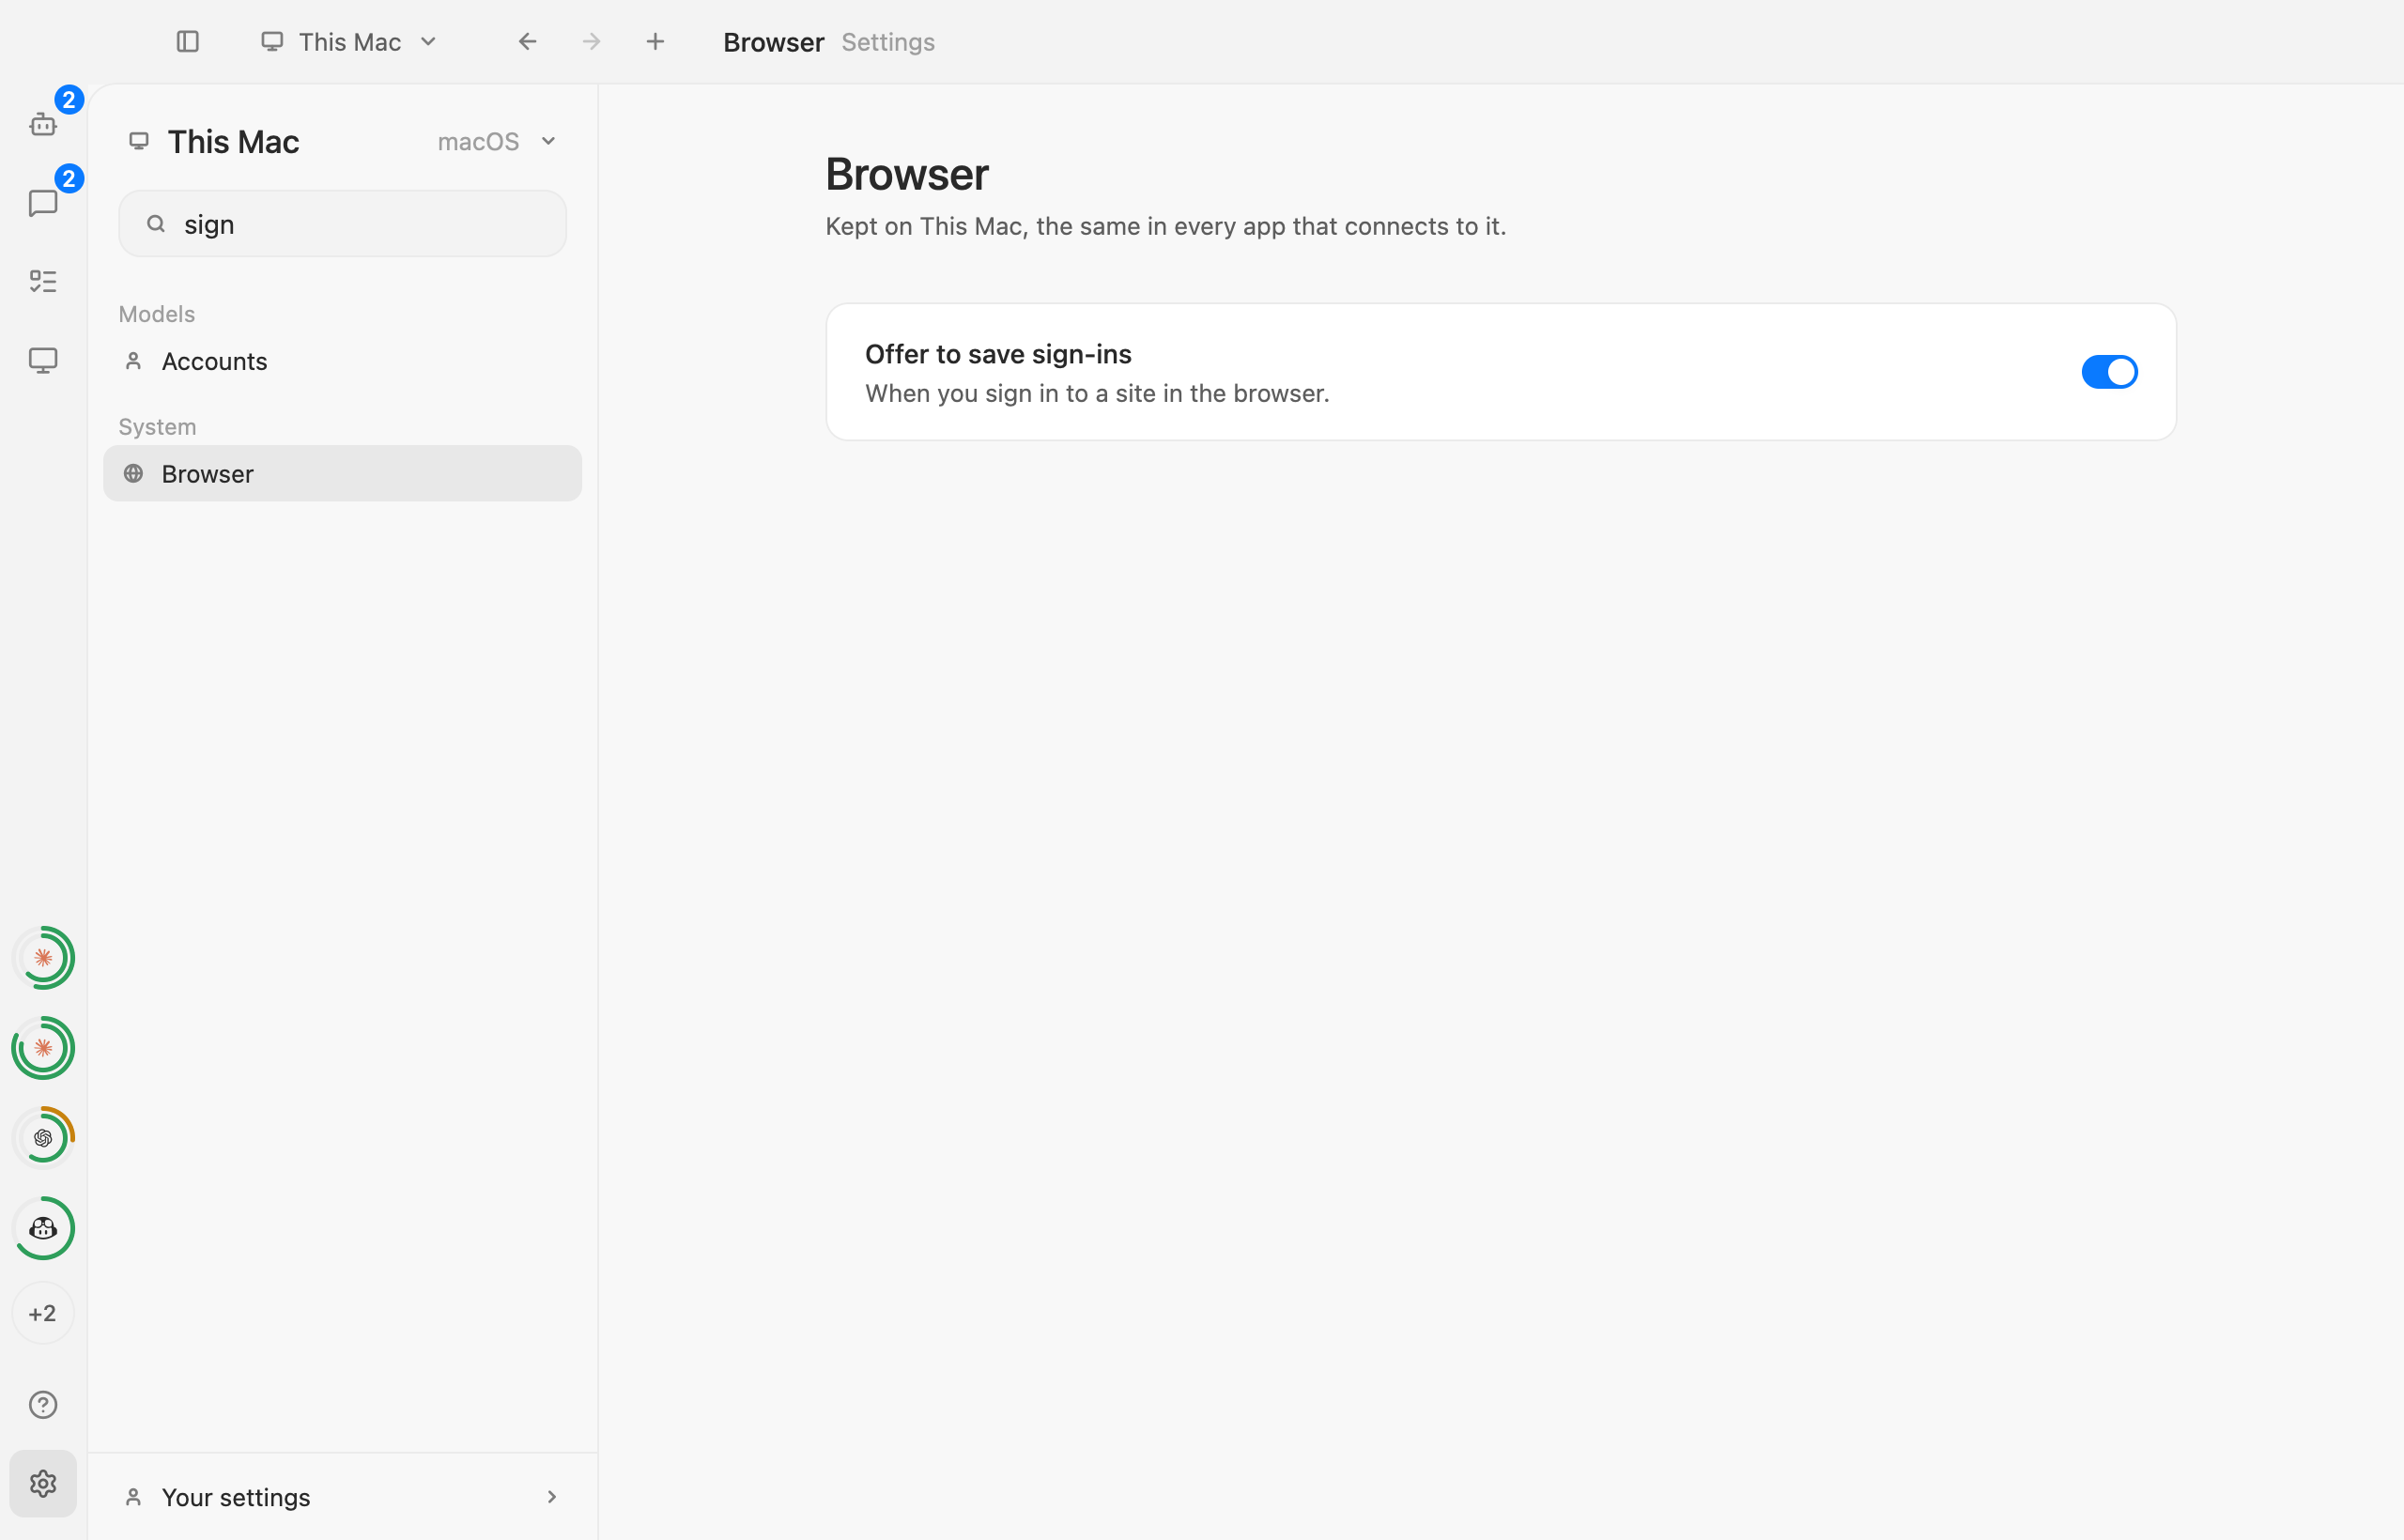 This Mac
Browser Settings
2
2
This Mac macOS
sign
Models
Accounts
System
Browser
+2
Your settings
Browser
Kept on This Mac, the same in every app that connects to it.
Offer to save sign-ins
When you sign in to a site in the browser.